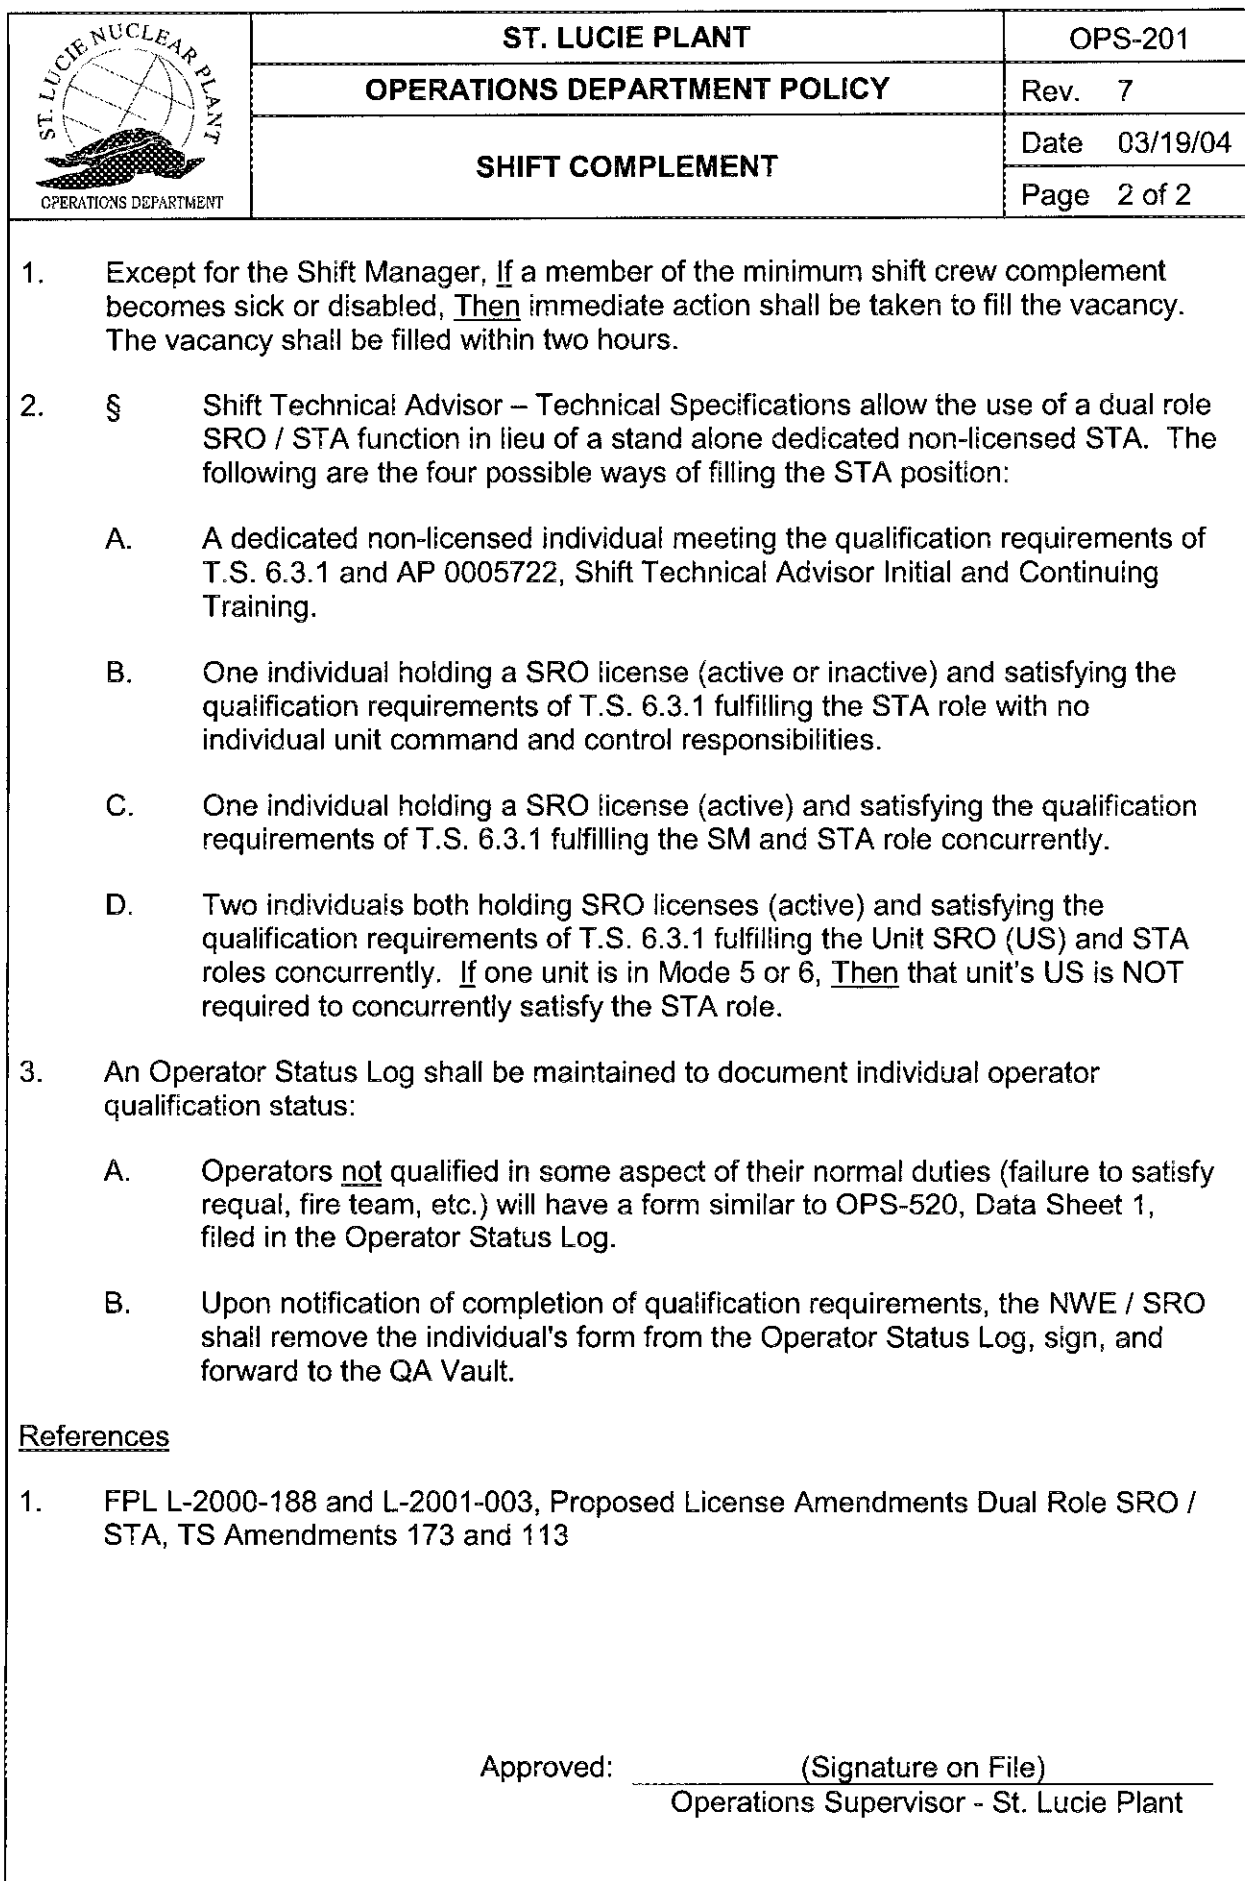 ST. LUCIE NUCLEAR PLANT
OPERATIONS DEPARTMENT
ST. LUCIE PLANT
OPS-201
OPERATIONS DEPARTMENT POLICY
Rev. 7
SHIFT COMPLEMENT
Date 03/19/04
Page 2 of 2
1. Except for the Shift Manager, If a member of the minimum shift crew complement
becomes sick or disabled, Then immediate action shall be taken to fill the vacancy.
The vacancy shall be filled within two hours.
2. § Shift Technical Advisor – Technical Specifications allow the use of a dual role
SRO / STA function in lieu of a stand alone dedicated non-licensed STA. The
following are the four possible ways of filling the STA position:
A. A dedicated non-licensed individual meeting the qualification requirements of
T.S. 6.3.1 and AP 0005722, Shift Technical Advisor Initial and Continuing
Training.
B. One individual holding a SRO license (active or inactive) and satisfying the
qualification requirements of T.S. 6.3.1 fulfilling the STA role with no
individual unit command and control responsibilities.
C. One individual holding a SRO license (active) and satisfying the qualification
requirements of T.S. 6.3.1 fulfilling the SM and STA role concurrently.
D. Two individuals both holding SRO licenses (active) and satisfying the
qualification requirements of T.S. 6.3.1 fulfilling the Unit SRO (US) and STA
roles concurrently. If one unit is in Mode 5 or 6, Then that unit's US is NOT
required to concurrently satisfy the STA role.
3. An Operator Status Log shall be maintained to document individual operator
qualification status:
A. Operators not qualified in some aspect of their normal duties (failure to satisfy
requal, fire team, etc.) will have a form similar to OPS-520, Data Sheet 1,
filed in the Operator Status Log.
B. Upon notification of completion of qualification requirements, the NWE / SRO
shall remove the individual's form from the Operator Status Log, sign, and
forward to the QA Vault.
References
1. FPL L-2000-188 and L-2001-003, Proposed License Amendments Dual Role SRO /
STA, TS Amendments 173 and 113
Approved: (Signature on File)
Operations Supervisor - St. Lucie Plant